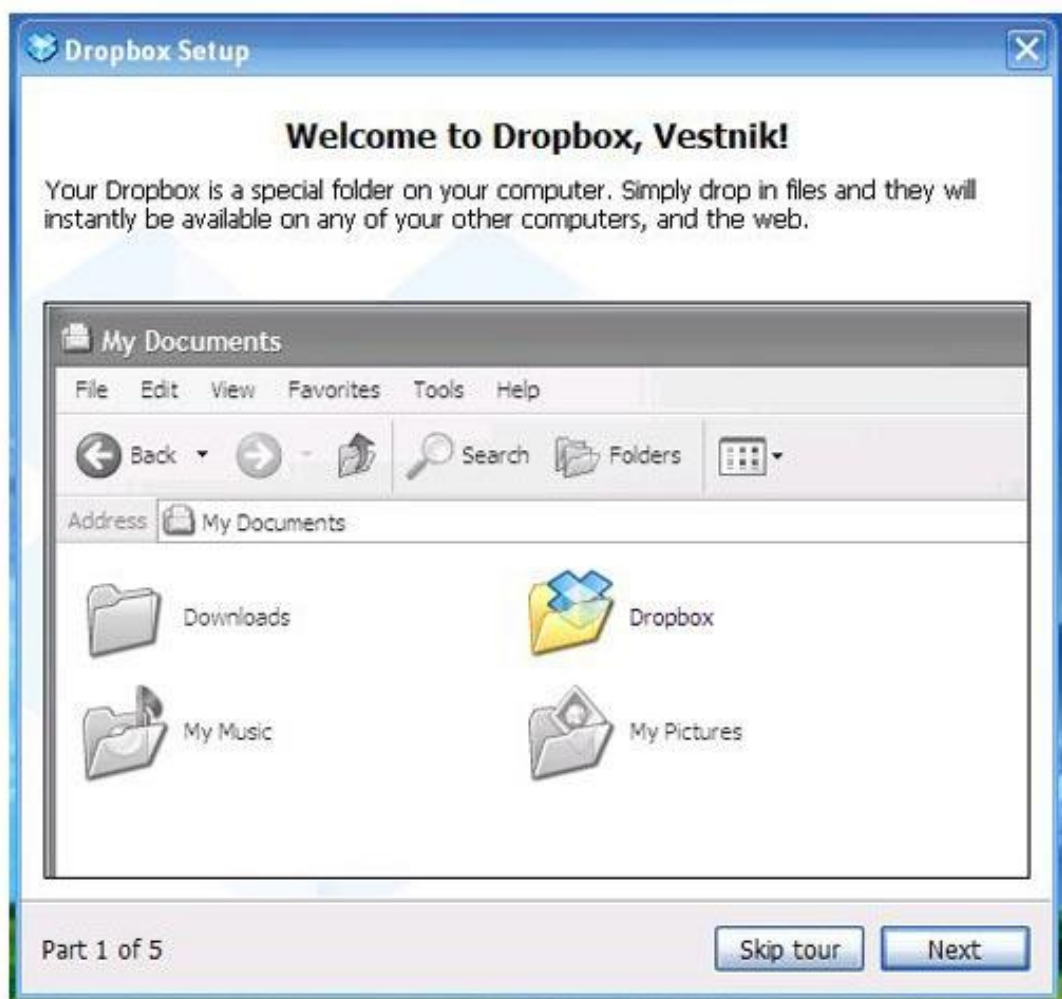 Dropbox Setup
Welcome to Dropbox, Vestnik!
Your Dropbox is a special folder on your computer. Simply drop in files and they will
instantly be available on any of your other computers, and the web.
My Documents
File Edit View Favorites Tools Help
Back Search Folders
Address My Documents
Downloads Dropbox
My Music My Pictures
Part 1 of 5 Skip tour Next